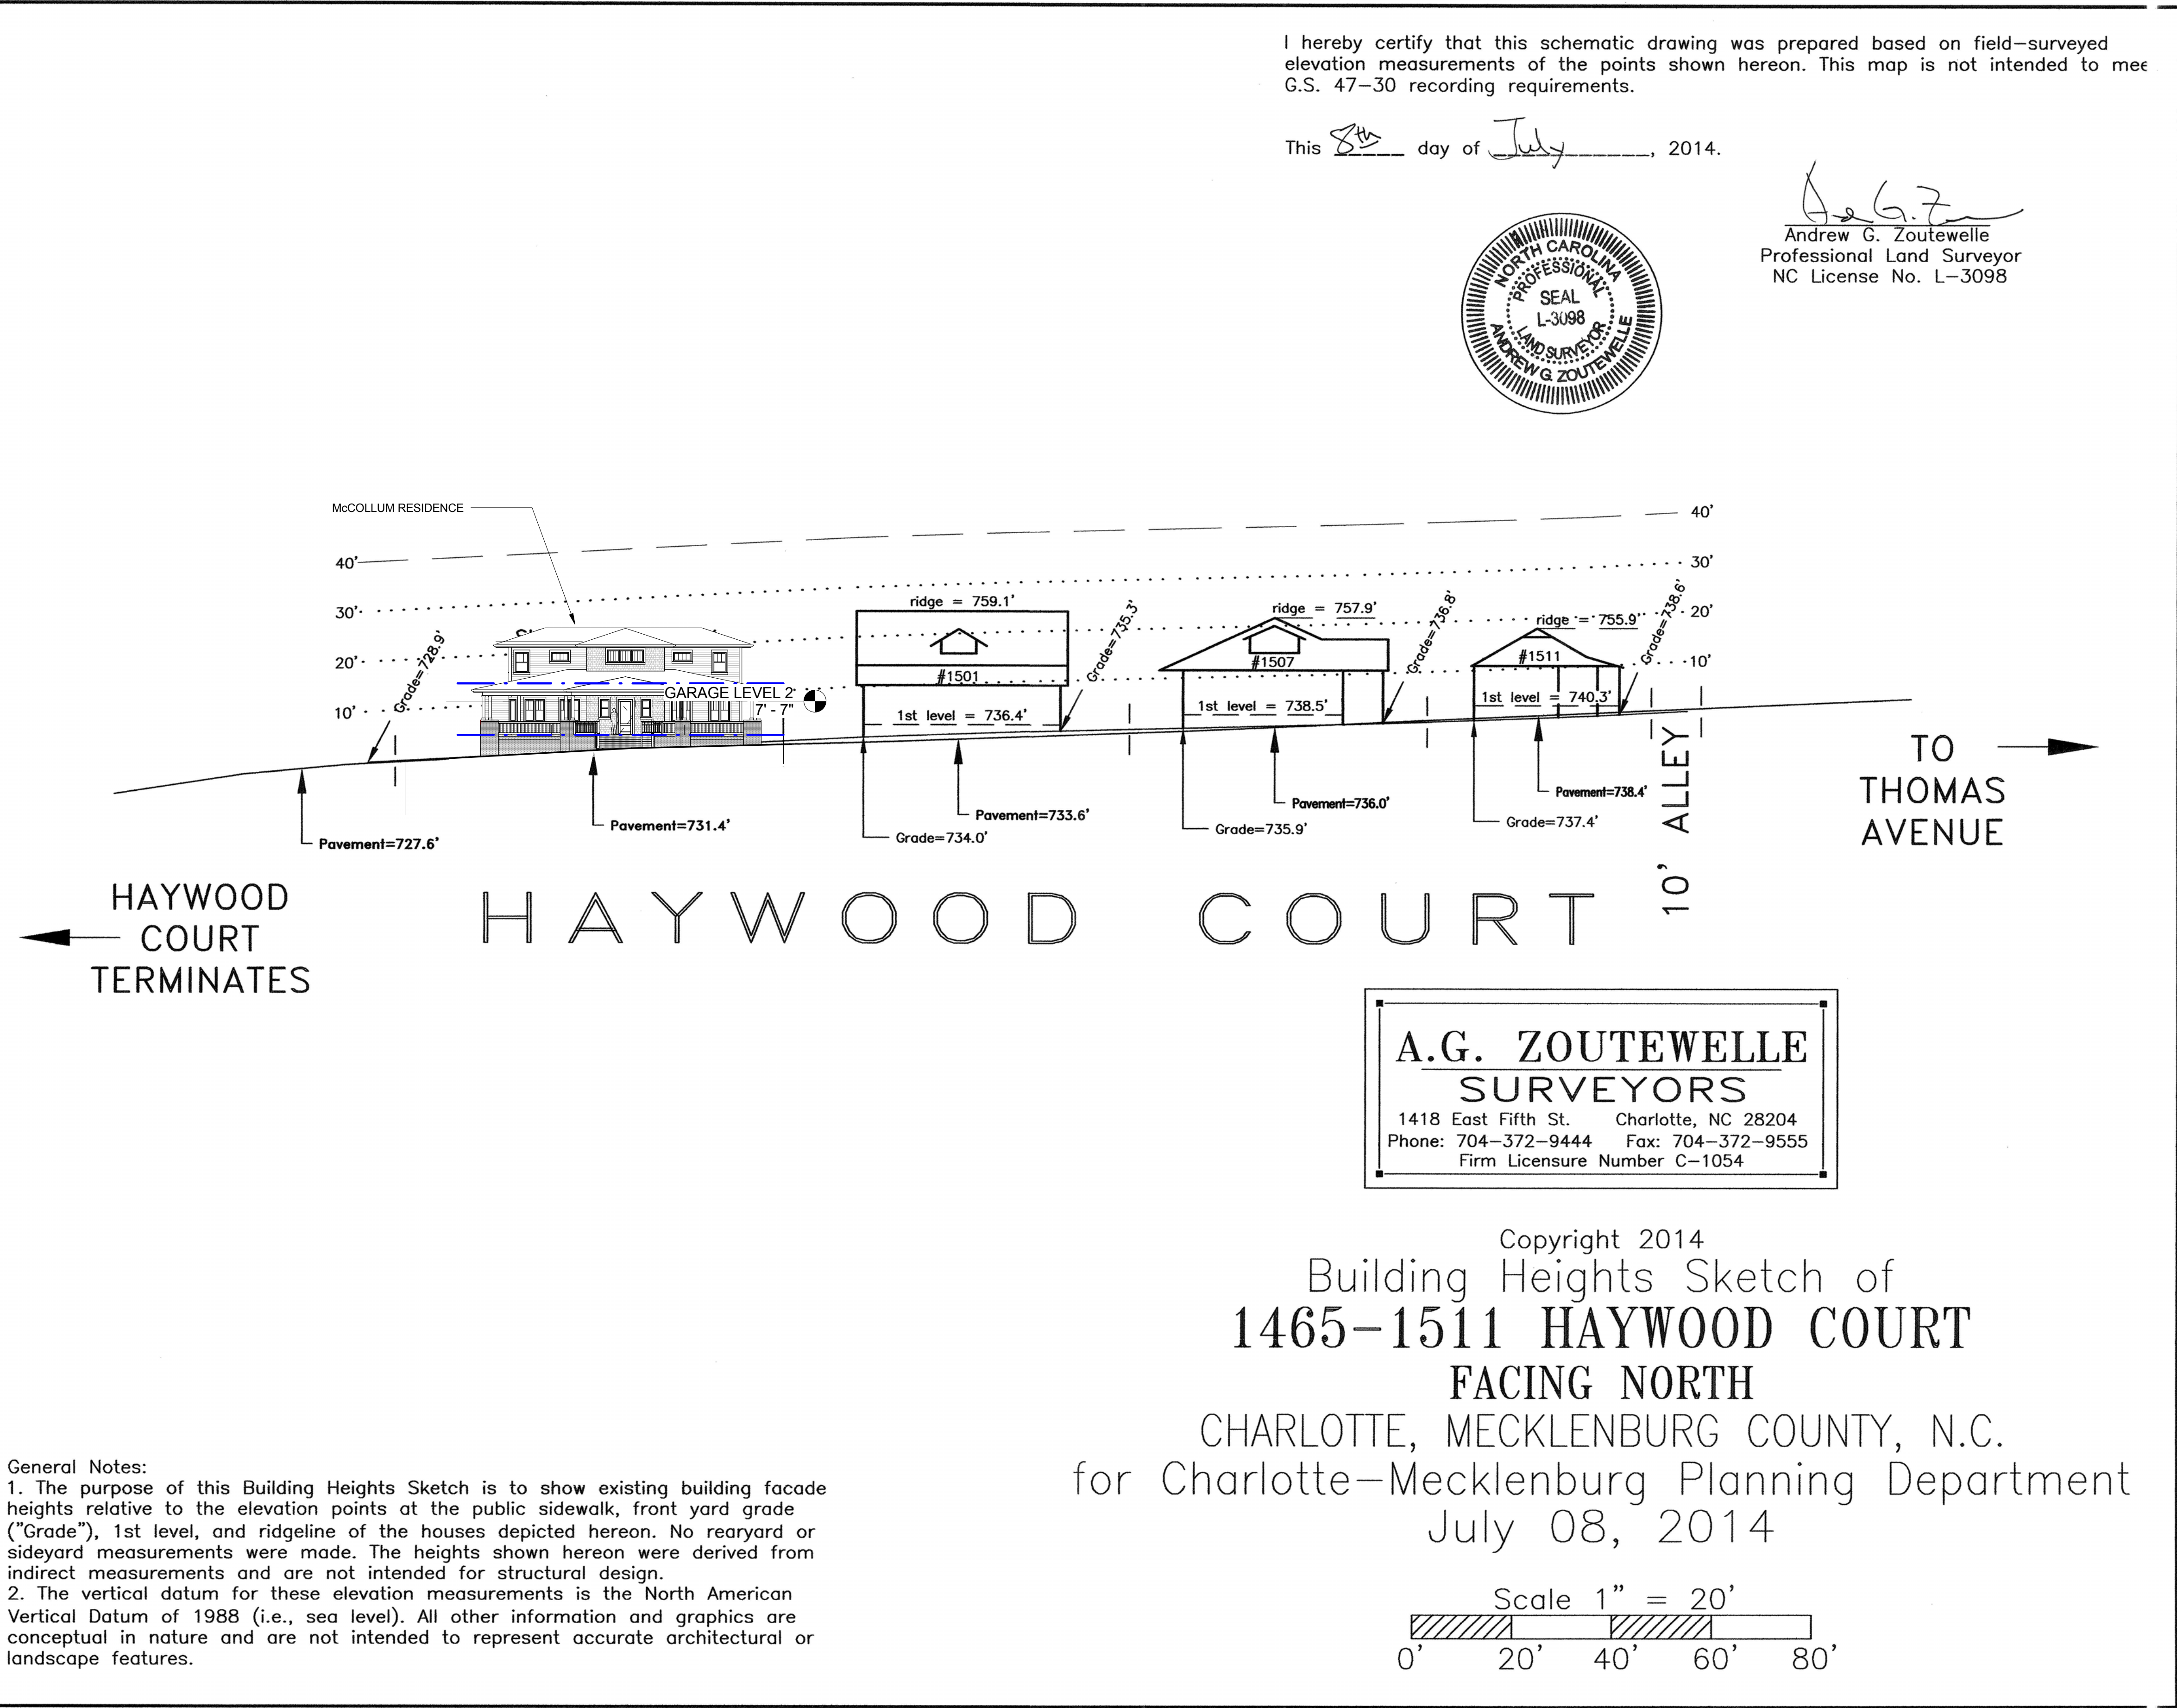 I hereby certify that this schematic drawing was prepared based on field-surveyed
elevation measurements of the points shown hereon. This map is not intended to
G.S. 47-30 recording requirements.
This 8th day of July, 2014.
Andrew G. Zoutewelle
Professional Land Surveyor
NC License No. L-3098
NORTH CAROLINA
PROFESSIONAL
SEAL
L-3098
LAND SURVEYOR
ANDREW G. ZOUTEWELLE
McCOLLUM RESIDENCE
40'
30'
20'
10'
40'
30'
20'
10'
Grade=728.9'
GARAGE LEVEL 2
7' - 7"
ridge = 759.1'
#1501
1st level = 736.4'
Grade=735.3'
ridge = 757.9'
#1507
1st level = 738.5'
Grade=736.8'
ridge = 755.9'
#1511
1st level = 740.3'
Grade=738.6'
Pavement=727.6'
Pavement=731.4'
Grade=734.0'
Pavement=733.6'
Grade=735.9'
Pavement=736.0'
Grade=737.4'
Pavement=738.4'
10' ALLEY
TO
THOMAS
AVENUE
HAYWOOD
COURT
TERMINATES
HAYWOOD COURT
A.G. ZOUTEWELLE
SURVEYORS
1418 East Fifth St. Charlotte, NC 28204
Phone: 704-372-9444 Fax: 704-372-9555
Firm Licensure Number C-1054
Copyright 2014
Building Heights Sketch of
1465-1511 HAYWOOD COURT
FACING NORTH
CHARLOTTE, MECKLENBURG COUNTY, N.C.
for Charlotte-Mecklenburg Planning Department
July 08, 2014
Scale 1" = 20'
0' 20' 40' 60' 80'
General Notes:
1. The purpose of this Building Heights Sketch is to show existing building facade
heights relative to the elevation points at the public sidewalk, front yard grade
("Grade"), 1st level, and ridgeline of the houses depicted hereon. No rearyard or
sideyard measurements were made. The heights shown hereon were derived from
indirect measurements and are not intended for structural design.
2. The vertical datum for these elevation measurements is the North American
Vertical Datum of 1988 (i.e., sea level). All other information and graphics are
conceptual in nature and are not intended to represent accurate architectural or
landscape features.